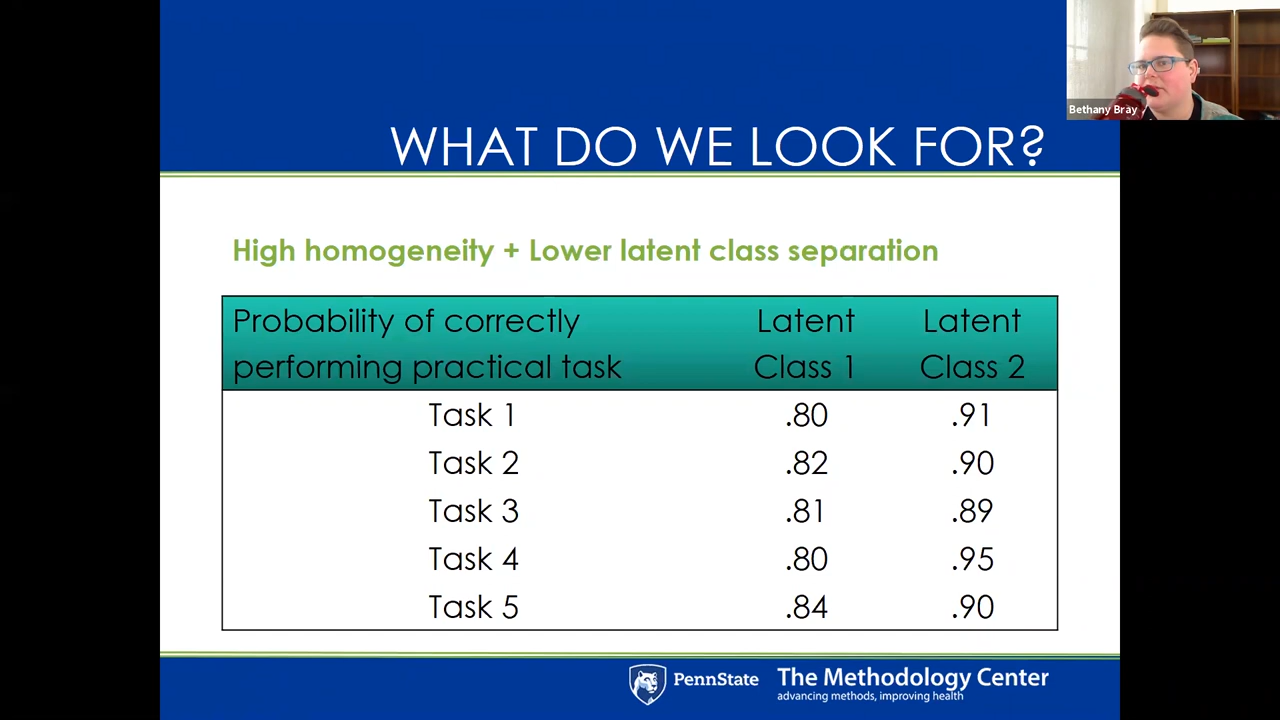 Bethany Bray
WHAT DO WE LOOK FOR?
High homogeneity + Lower latent class separation
Probability of correctly performing practical task Latent Class 1 Latent Class 2
Task 1 .80 .91
Task 2 .82 .90
Task 3 .81 .89
Task 4 .80 .95
Task 5 .84 .90
PennState The Methodology Center
advancing methods, improving health